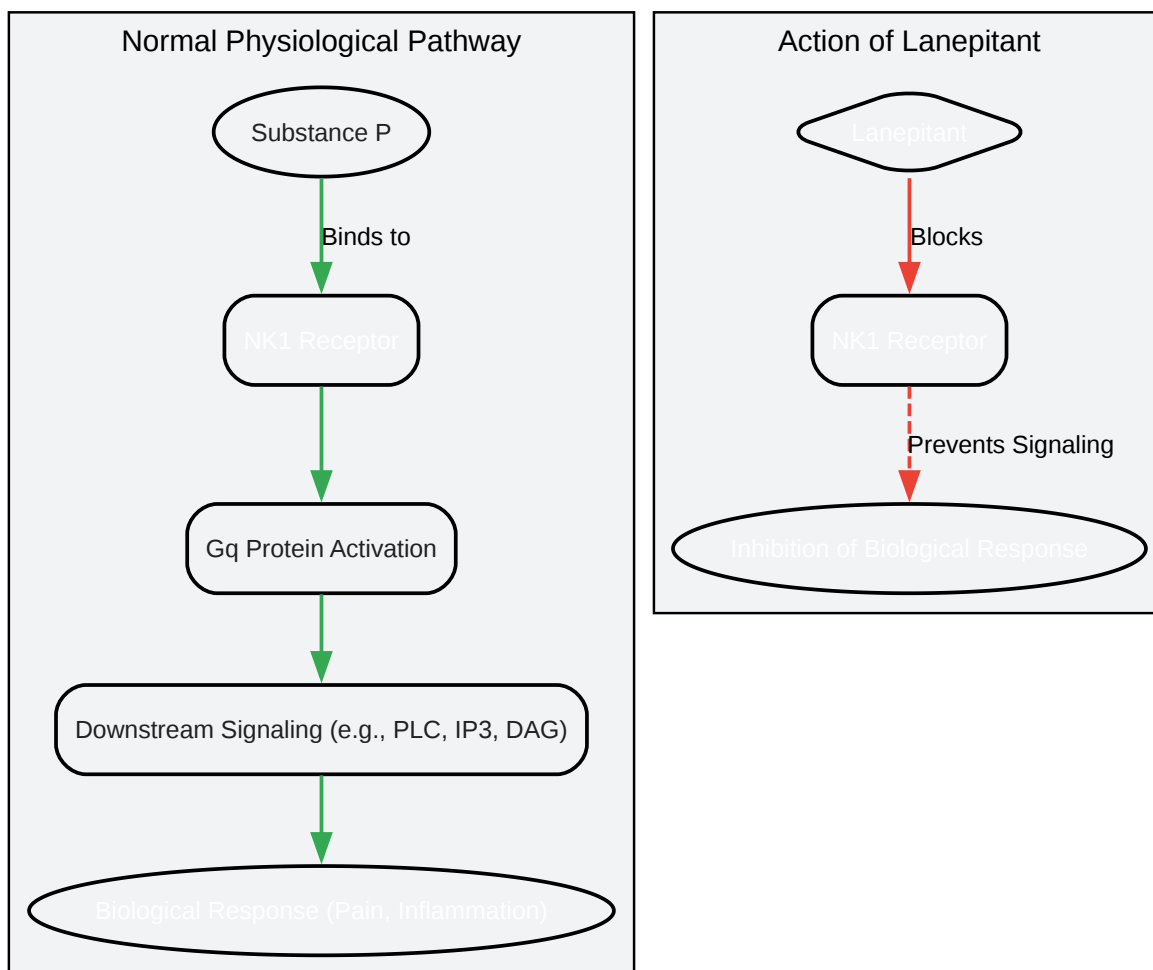 Normal Physiological Pathway
Substance P
Binds to
NK1 Receptor
Gq Protein Activation
Downstream Signaling (e.g., PLC, IP3, DAG)
Biological Response (Pain, Inflammation)
Action of Lanepitant
Lanepitant
Blocks
NK1 Receptor
Prevents Signaling
Inhibition of Biological Response